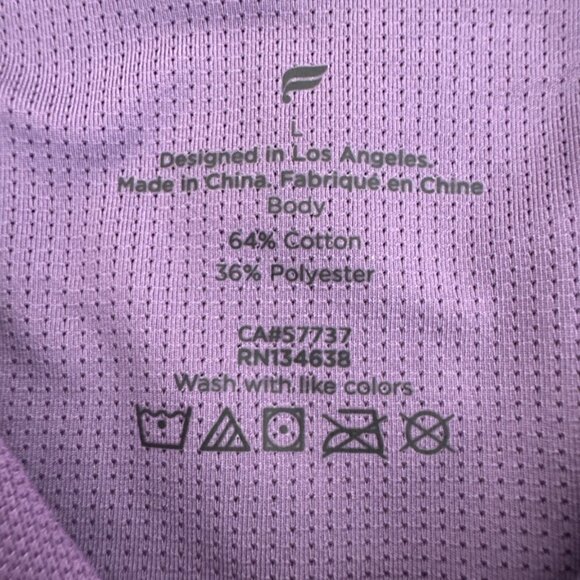 L
Designed in Los Angeles.
Made in China. Fabriqué en Chine
Body
64% Cotton
36% Polyester
CA#57737
RN134638
Wash with like colors